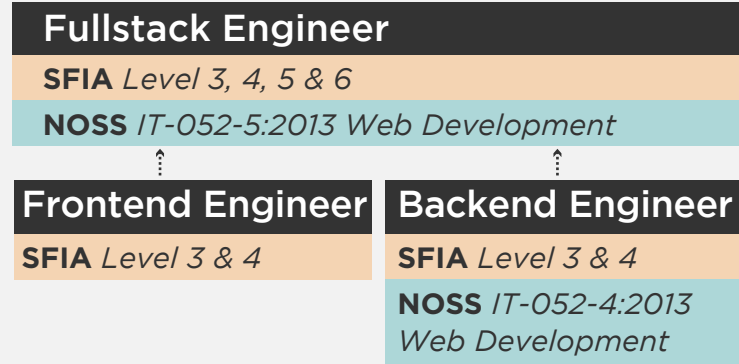 Fullstack Engineer
SFIA Level 3, 4, 5 & 6
NOSS IT-052-5:2013 Web Development
Frontend Engineer
SFIA Level 3 & 4
Backend Engineer
SFIA Level 3 & 4
NOSS IT-052-4:2013
Web Development